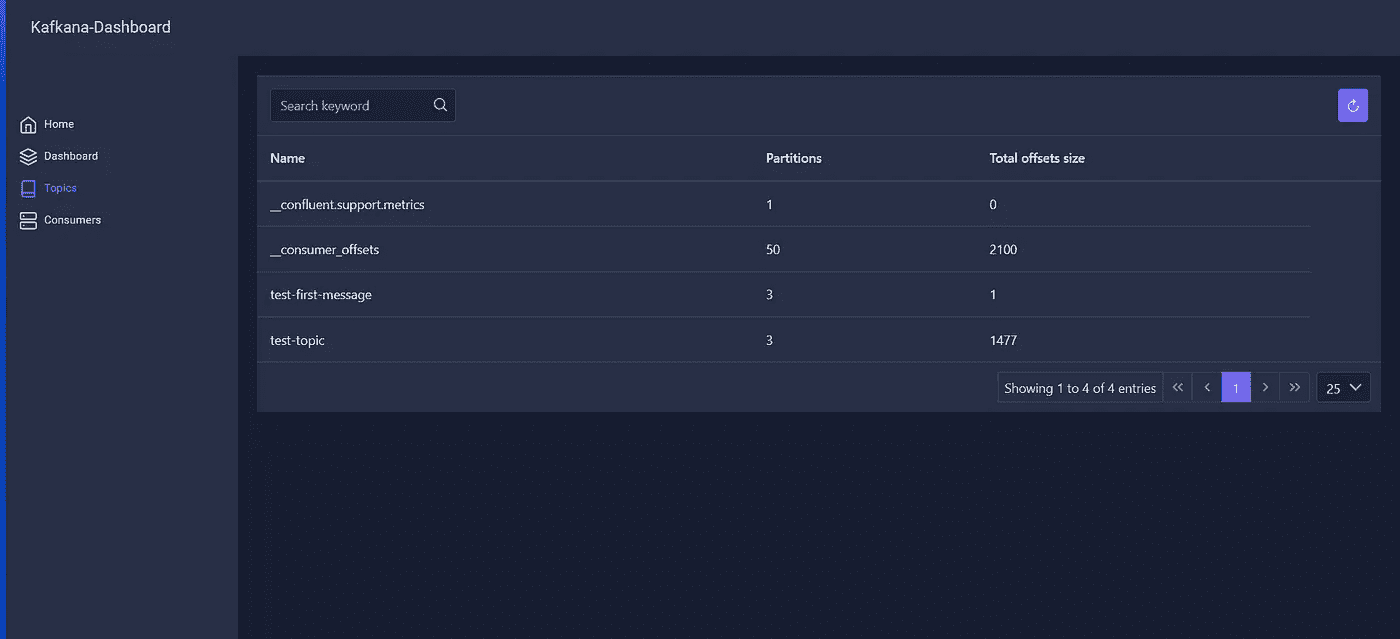 Kafkana-Dashboard
Home
Dashboard
Topics
Consumers
Search keyword
Name Partitions Total offsets size
__confluent.support.metrics 1 0
__consumer_offsets 50 2100
test-first-message 3 1
test-topic 3 1477
Showing 1 to 4 of 4 entries « ‹ 1 › » 25